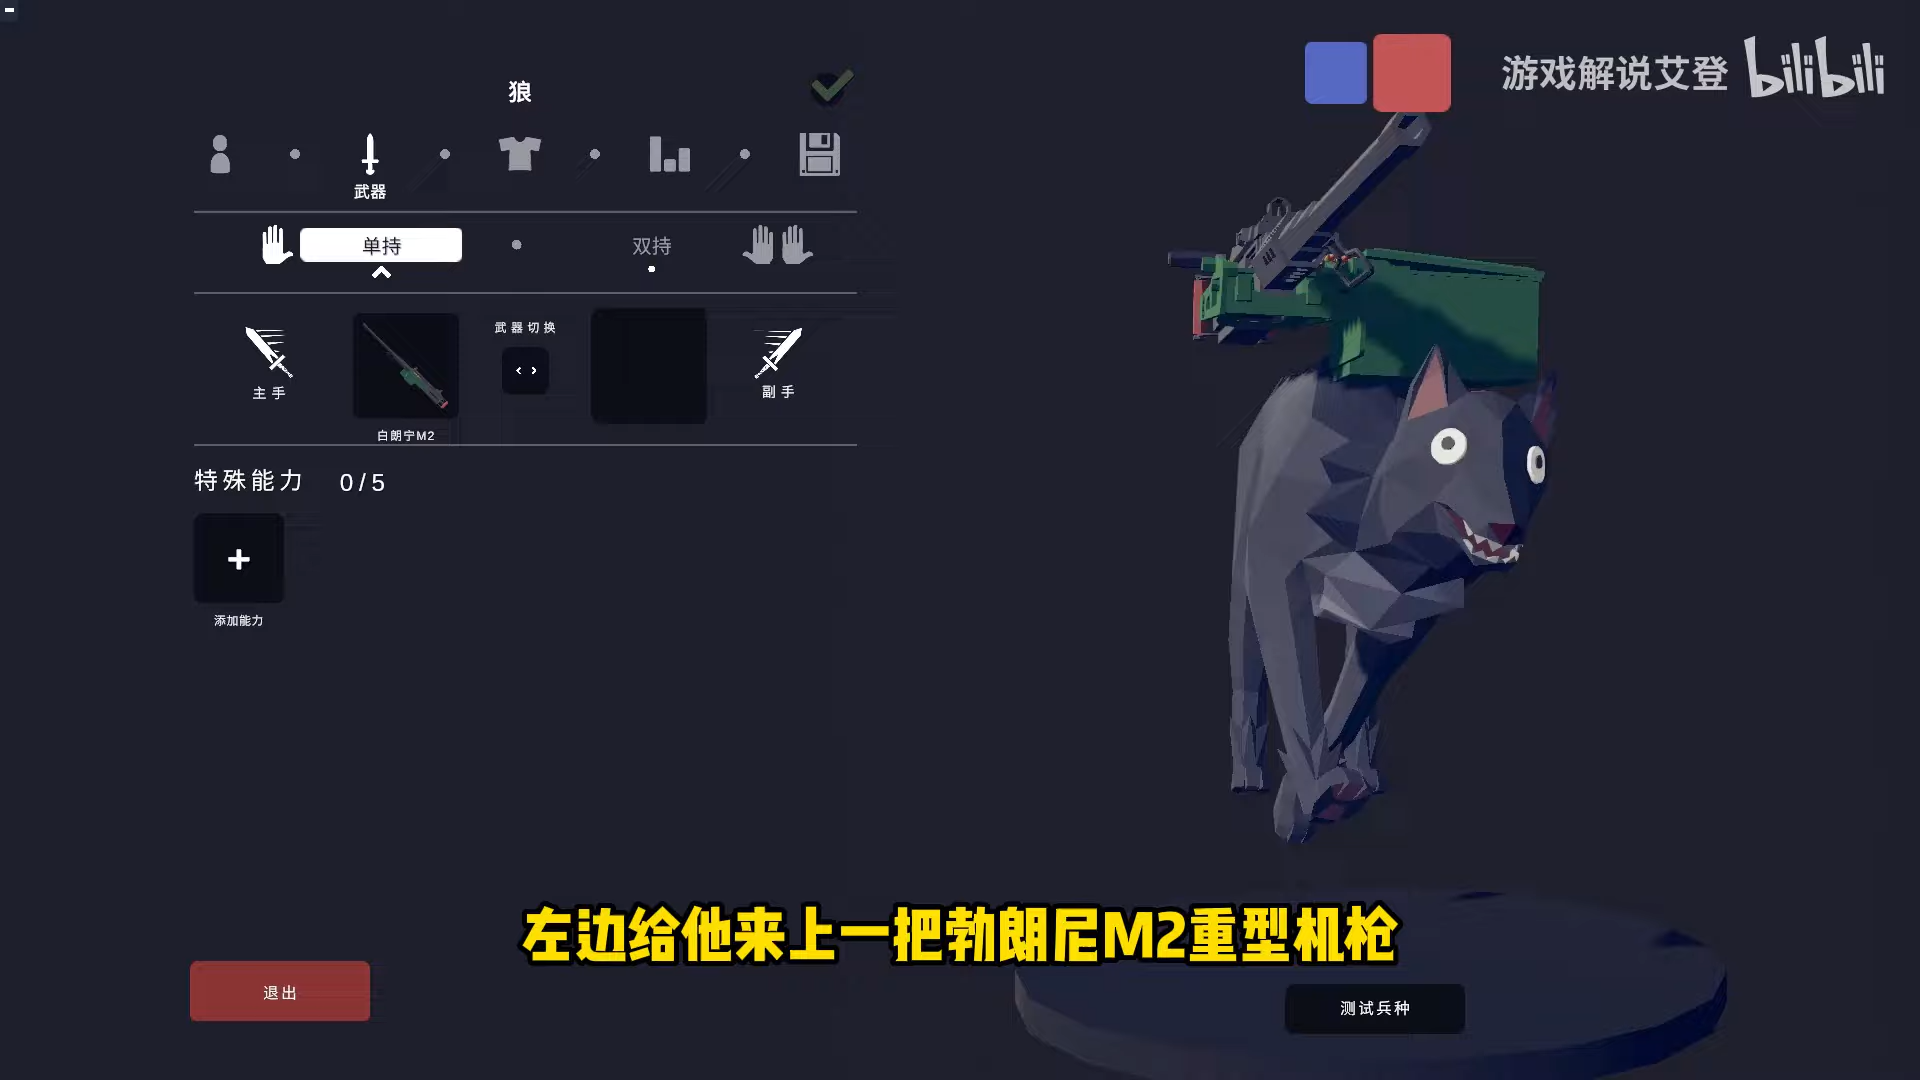 游戏解说艾登 bilibili
狼
武器
单持
双持
武器切换
主手
副手
白朗宁M2
特殊能力 0/5
添加能力
左边给他来上一把勃朗尼M2重型机枪
退出
测试兵种